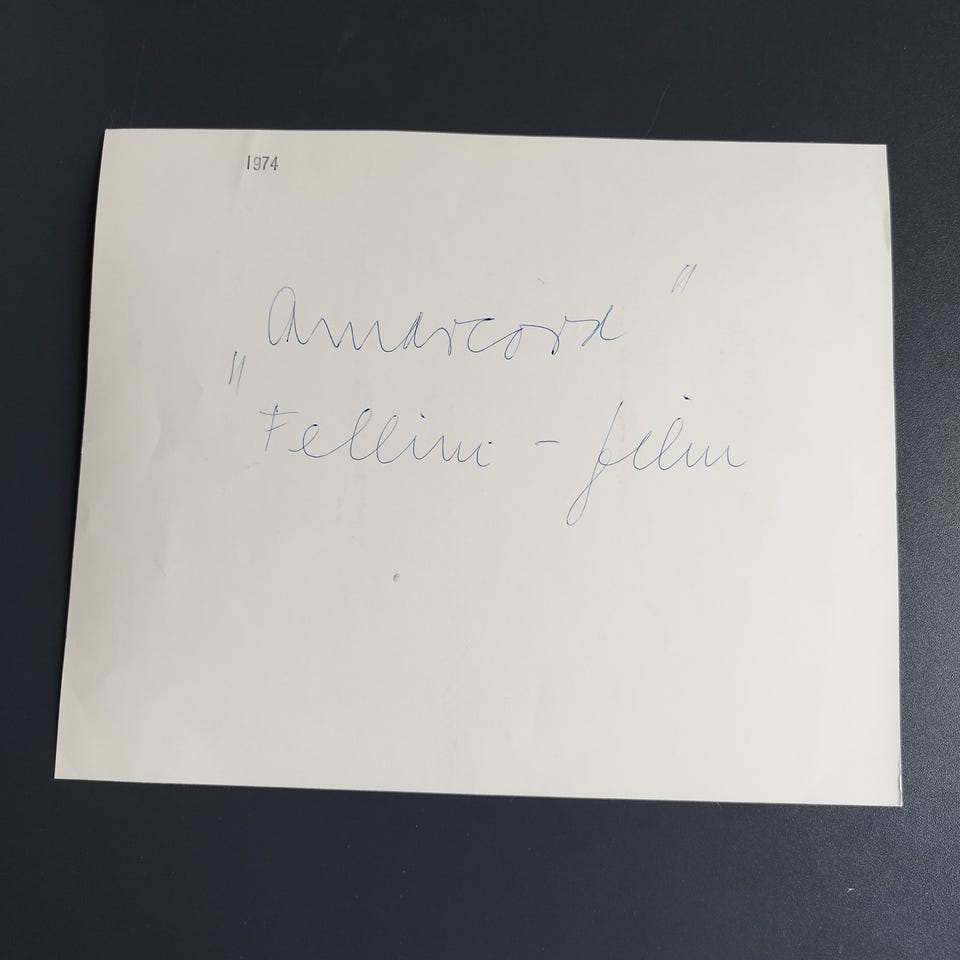 1974
„Amarcord”
Fellini - film